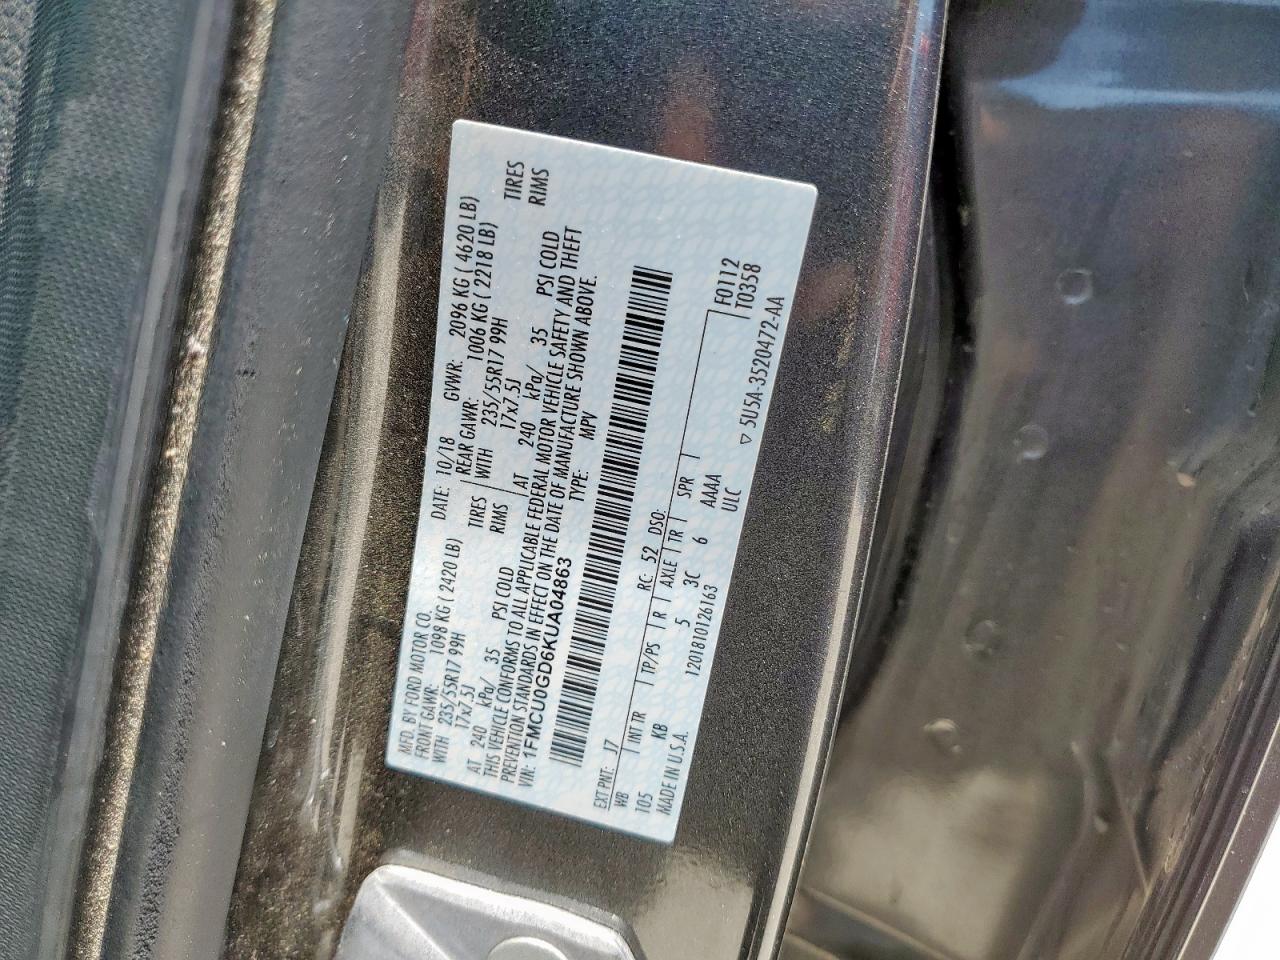 MFD. BY FORD MOTOR CO.
DATE: 10/18 GVWR: 2096 KG ( 4620 LB)
FRONT GAWR: 1098 KG ( 2420 LB) REAR GAWR: 1006 KG ( 2218 LB)
WITH 235/55R17 99H TIRES WITH 235/55R17 99H TIRES
17x7.5J RIMS 17x7.5J RIMS
AT 240 kPa/ 35 PSI COLD AT 240 kPa/ 35 PSI COLD
THIS VEHICLE CONFORMS TO ALL APPLICABLE FEDERAL MOTOR VEHICLE SAFETY AND THEFT
PREVENTION STANDARDS IN EFFECT ON THE DATE OF MANUFACTURE SHOWN ABOVE.
VIN: 1FMCU0GD6KUA04863 TYPE: MPV
EXT PNT: J7 RC: 52 DSO: F0112
WB INT TR TP/PS R AXLE TR SPR T0358
105 KB 5 3C 6 AAAA
MADE IN U.S.A. 1201810126163 ULC ▽ 5U5A-3520472-AA